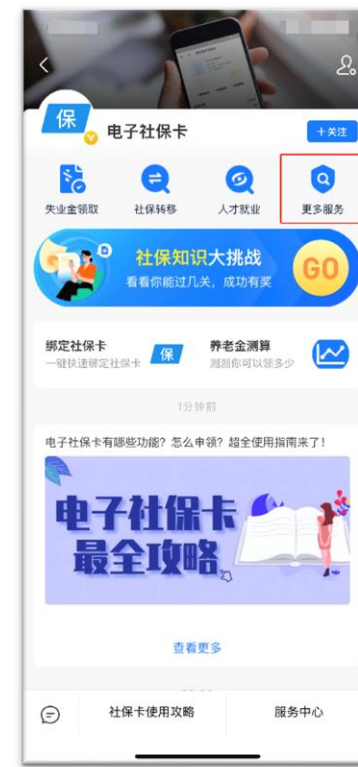 保
电子社保卡
＋关注
失业金领取
社保转移
人才就业
更多服务
社保知识大挑战
看看你能过几关，成功有奖
GO
绑定社保卡
一键快速绑定社保卡
保
养老金测算
测测你可以领多少
1分钟前
电子社保卡有哪些功能？怎么申领？超全使用指南来了！
电子社保卡
最全攻略
查看更多
社保卡使用攻略
服务中心